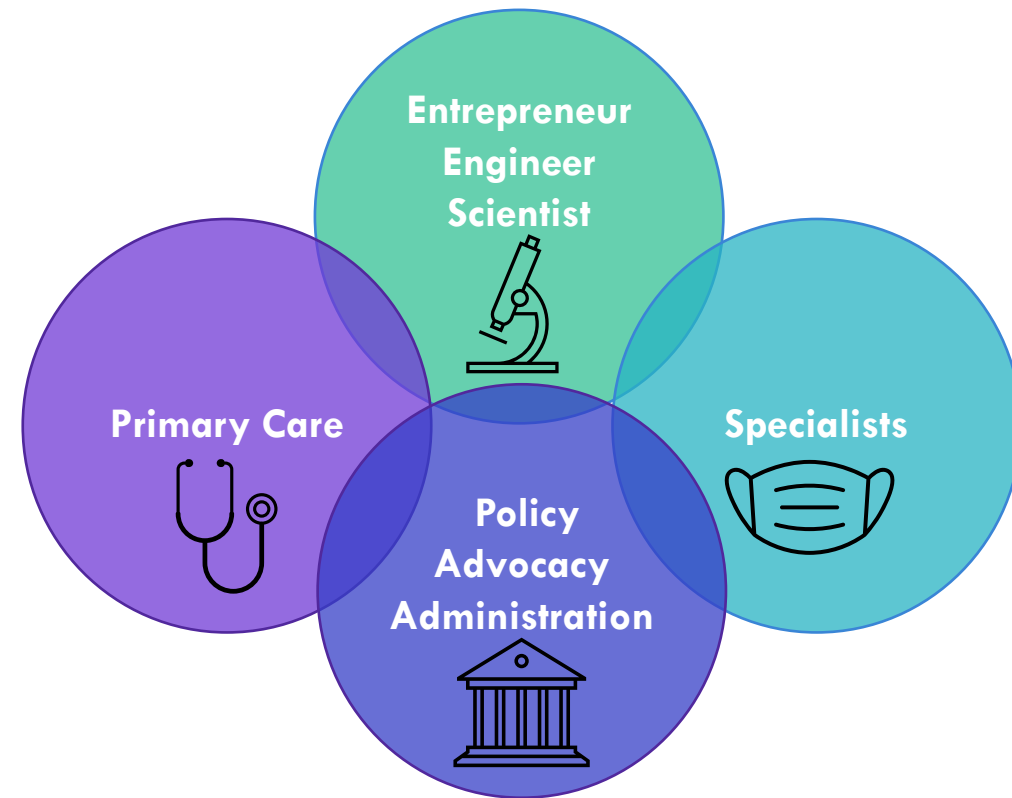 Entrepreneur
Engineer
Scientist
Primary Care
Specialists
Policy
Advocacy
Administration